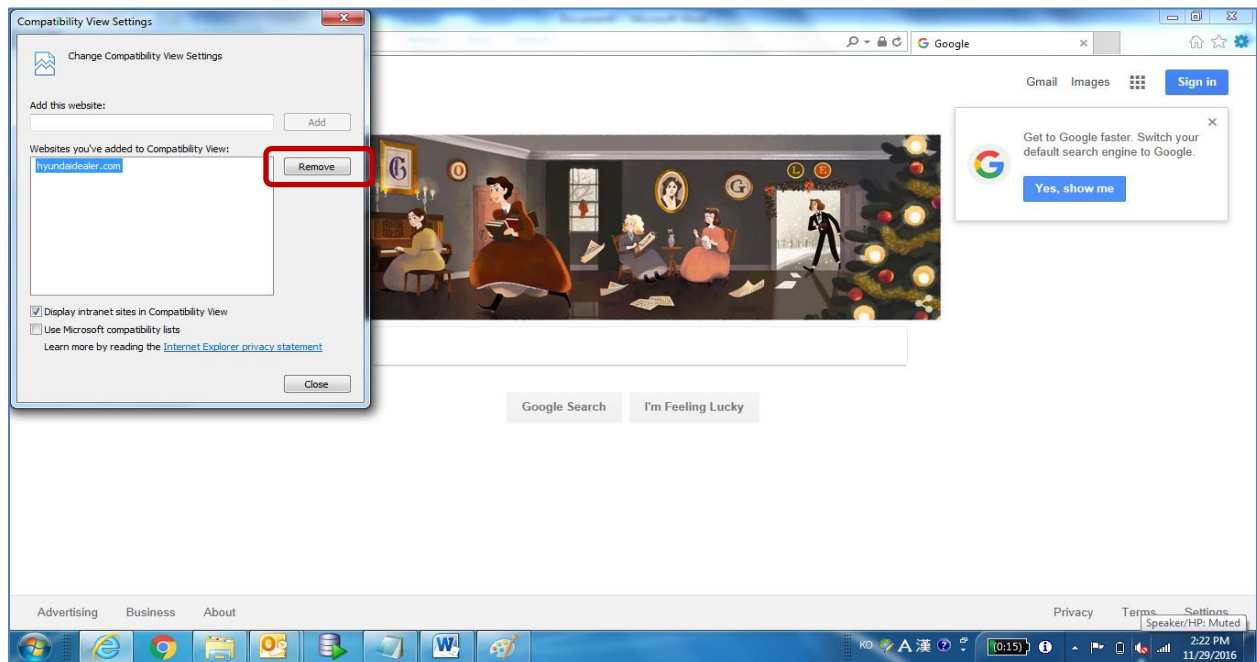 Compatibility View Settings
Change Compatibility View Settings
Add this website:
Add
Websites you've added to Compatibility View:
hyundaidealer.com
Remove
Display intranet sites in Compatibility View
Use Microsoft compatibility lists
Learn more by reading the Internet Explorer privacy statement
Close
Google
Gmail Images Sign in
Get to Google faster. Switch your
default search engine to Google.
Yes, show me
G O O G L E
Google Search I'm Feeling Lucky
Advertising Business About Privacy Terms Settings
Speaker/HP: Muted
KO A 漢 (0:15) 2:22 PM
11/29/2016